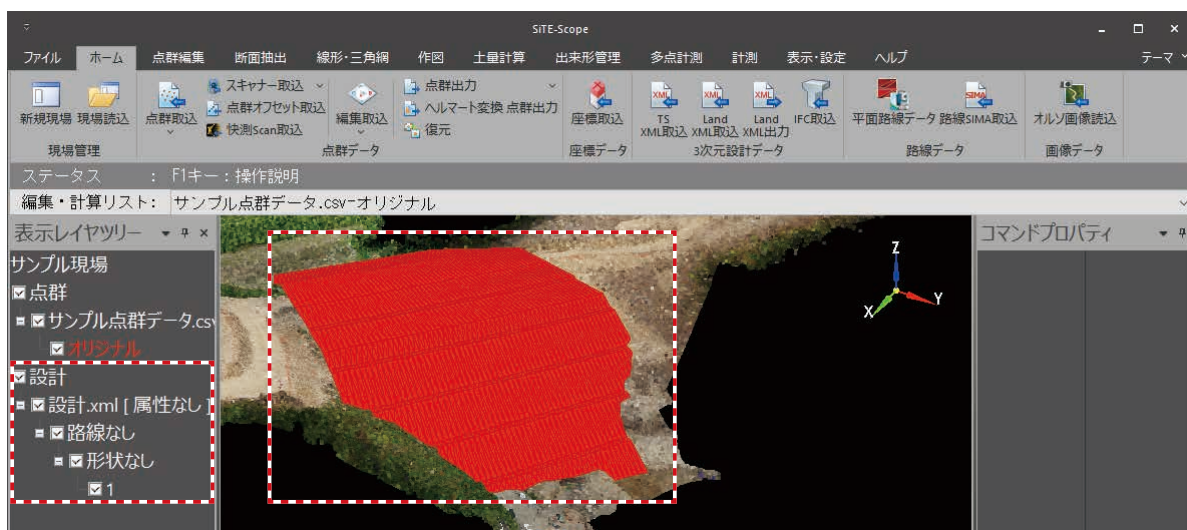 SiTE-Scope
ファイル ホーム 点群編集 断面抽出 線形・三角網 作図 土量計算 出来形管理 多点計測 計測 表示・設定 ヘルプ テーマ
新規現場 現場読込 点群取込 スキャナー取込 編集取込 点群出力 座標取込 TS XML取込 Land XML取込 Land XML出力 IFC取込 平面路線データ 路線SIMA取込 オルソ画像読込
点群オフセット取込 ヘルマート変換 点群出力
快測Scan取込 復元
現場管理 点群データ 座標データ 3次元設計データ 路線データ 画像データ
ステータス : F1キー:操作説明
編集・計算リスト: サンプル点群データ.csv-オリジナル
表示レイヤツリー
コマンドプロパティ
サンプル現場
点群
サンプル点群データ.csv
オリジナル
設計
設計.xml [ 属性なし ]
路線なし
形状なし
1
Z
X
Y